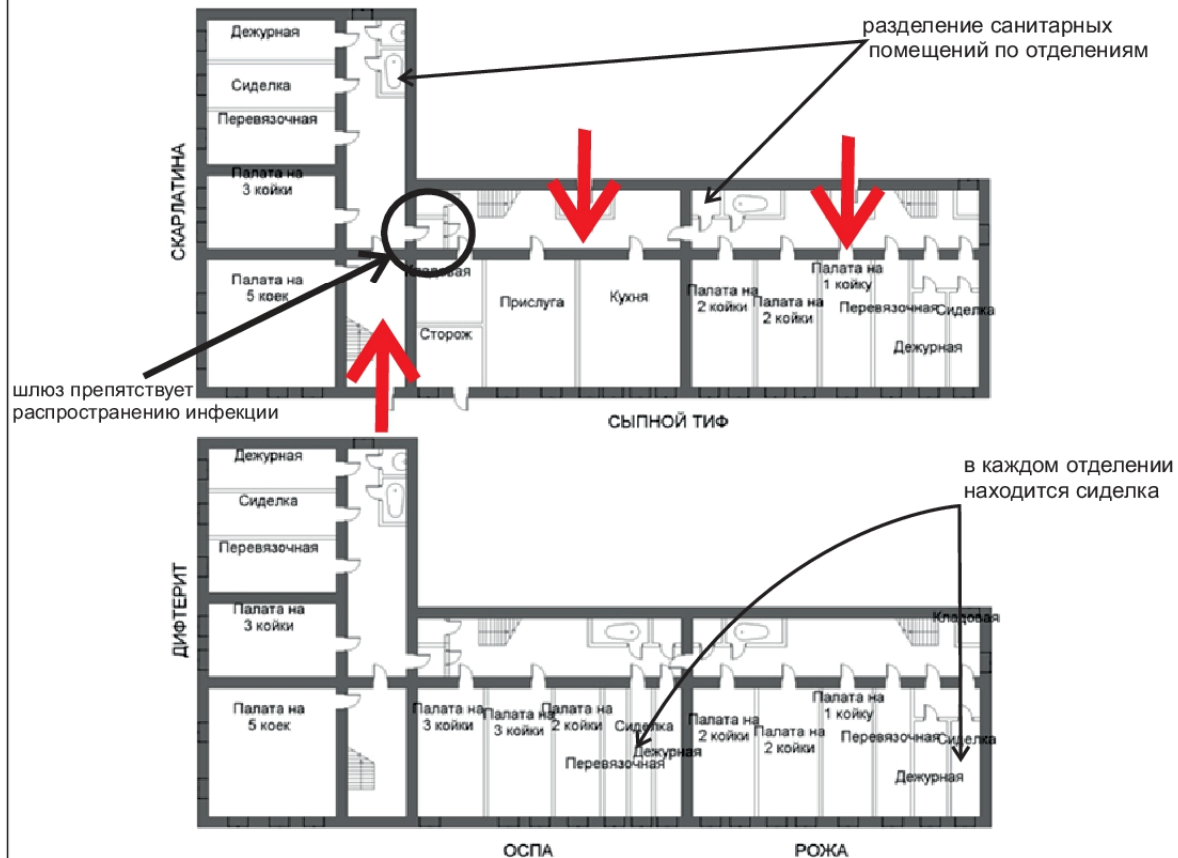 разделение санитарных
помещений по отделениям
Дежурная
Сиделка
Перевязочная
Палата на
3 койки
Палата на
5 коек
СКАРЛАТИНА
Кладовая
Сторож
Прислуга
Кухня
Палата на
2 койки
Палата на
2 койки
Палата на
1 койку
Перевязочная
Сиделка
Дежурная
шлюз препятствует
распространению инфекции
СЫПНОЙ ТИФ
в каждом отделении
находится сиделка
Дежурная
Сиделка
Перевязочная
Палата на
3 койки
Палата на
5 коек
ДИФТЕРИТ
Палата на
3 койки
Палата на
3 койки
Палата на
2 койки
Сиделка
Дежурная
Перевязочная
Кладовая
Палата на
2 койки
Палата на
2 койки
Палата на
1 койку
Перевязочная
Сиделка
Дежурная
ОСПА
РОЖА